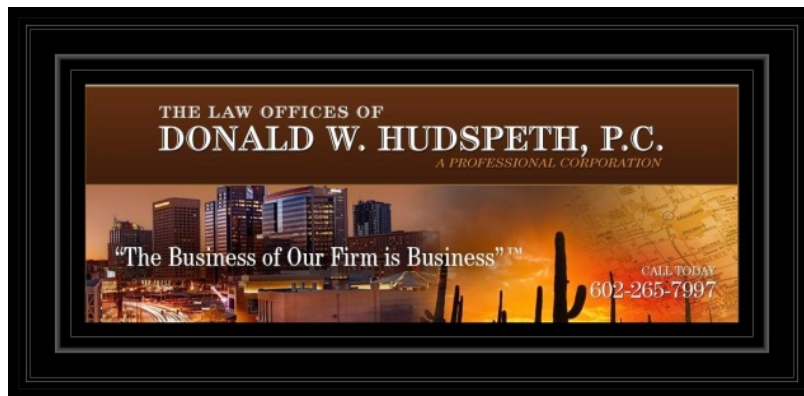 THE LAW OFFICES OF
DONALD W. HUDSPETH, P.C.
A PROFESSIONAL CORPORATION
“The Business of Our Firm is Business”™
CALL TODAY
602-265-7997